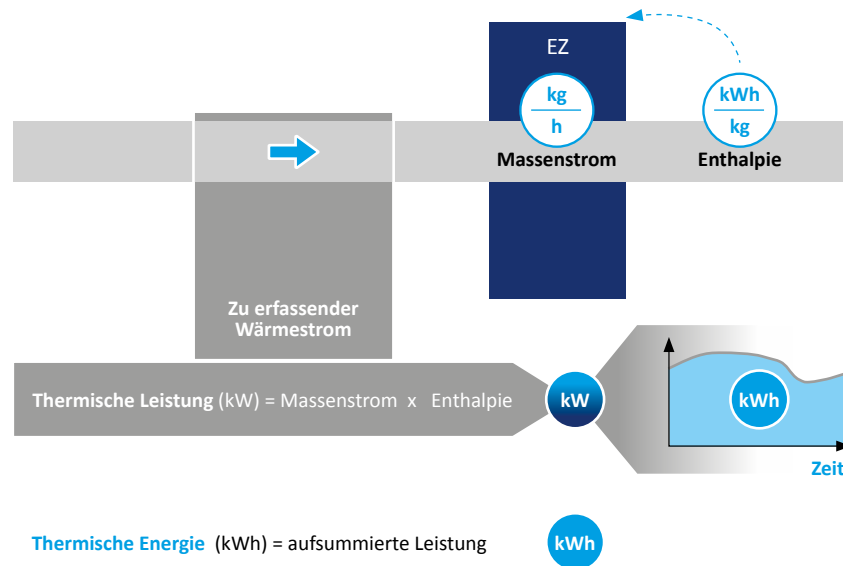 EZ
kg
h
kWh
kg
Massenstrom
Enthalpie
Zu erfassender
Wärmestrom
Thermische Leistung (kW) = Massenstrom x Enthalpie
kW
kWh
Zeit
Thermische Energie (kWh) = aufsummierte Leistung
kWh